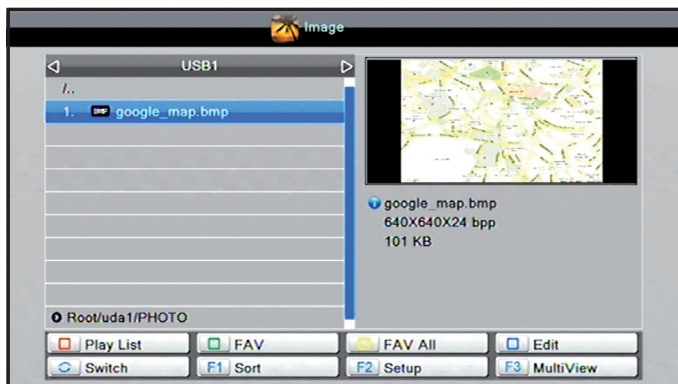 Image
USB1
/..
1. BMP google_map.bmp
google_map.bmp
640X640X24 bpp
101 KB
Root/uda1/PHOTO
Play List
FAV
FAV All
Edit
Switch
F1 Sort
F2 Setup
F3 MultiView